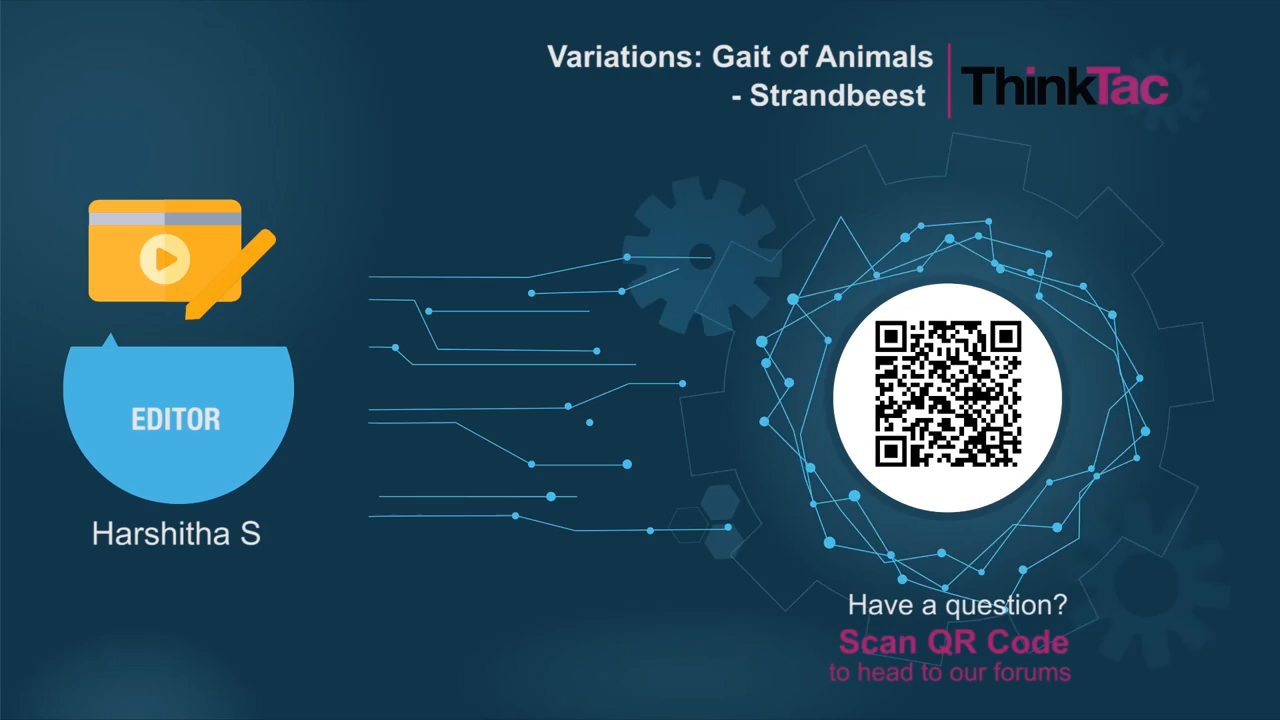 Variations: Gait of Animals
- Strandbeest
ThinkTac
EDITOR
Harshitha S
Have a question?
Scan QR Code
to head to our forums